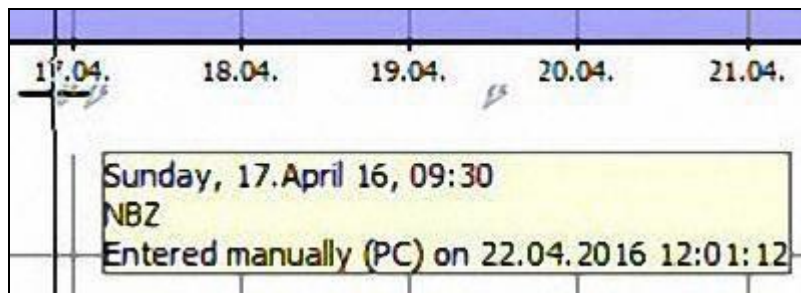 17.04. 18.04. 19.04. 20.04. 21.04.
Sunday, 17.April 16, 09:30
NBZ
Entered manually (PC) on 22.04.2016 12:01:12